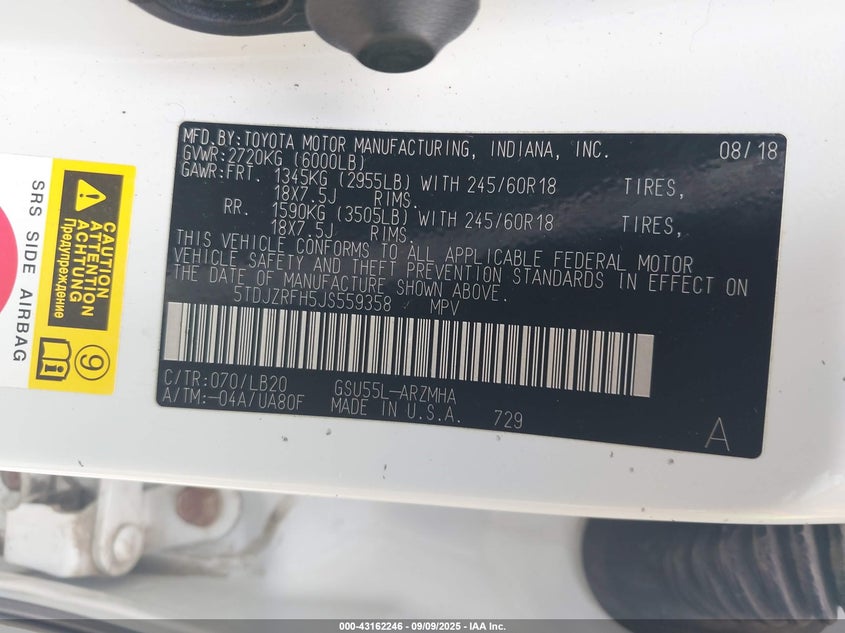 MFD.BY:TOYOTA MOTOR MANUFACTURING, INDIANA, INC. 08/18
GVWR:2720KG (6000LB)
GAWR:FRT. 1345KG (2955LB) WITH 245/60R18 TIRES,
18X7.5J RIMS.
RR. 1590KG (3505LB) WITH 245/60R18 TIRES,
18X7.5J RIMS.
THIS VEHICLE CONFORMS TO ALL APPLICABLE FEDERAL MOTOR
VEHICLE SAFETY AND THEFT PREVENTION STANDARDS IN EFFECT ON
THE DATE OF MANUFACTURE SHOWN ABOVE.
5TDJZRFH5JS559358 MPV
C/TR:070/LB20 GSU55L-ARZMHA
A/TM:-04A/UA80F MADE IN U.S.A. 729
A
SRS SIDE AIRBAG
CAUTION
ATTENTION
ACHTUNG
Предупреждение
9
000-43162246 - 09/09/2025 - IAA Inc.